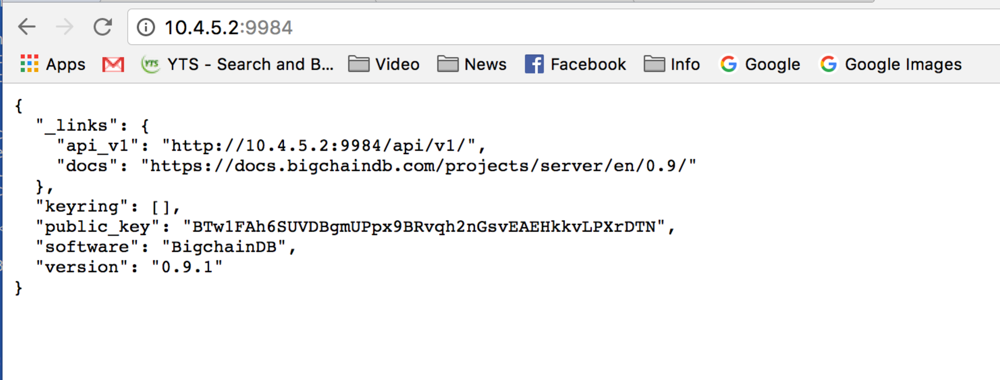 10.4.5.2:9984
Apps YTS - Search and B... Video News Facebook Info Google Google Images
{
  "_links": {
    "api_v1": "http://10.4.5.2:9984/api/v1/",
    "docs": "https://docs.bigchaindb.com/projects/server/en/0.9/"
  },
  "keyring": [],
  "public_key": "BTw1FAh6SUVDBgmUPpx9BRvqh2nGsvEAEHkkvLPXrDTN",
  "software": "BigchainDB",
  "version": "0.9.1"
}